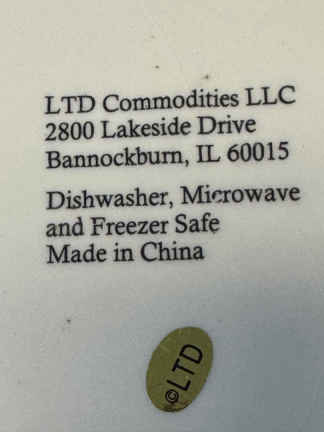 LTD Commodities LLC
2800 Lakeside Drive
Bannockburn, IL 60015
Dishwasher, Microwave
and Freezer Safe
Made in China
©LTD